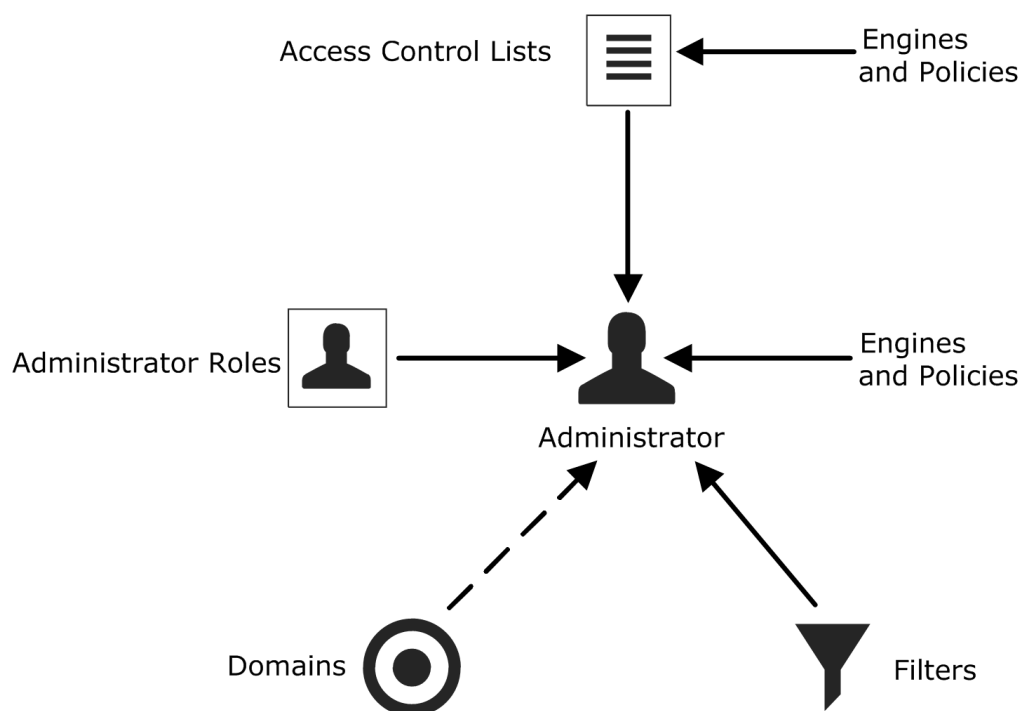 Access Control Lists
Engines
and Policies
Administrator Roles
Engines
and Policies
Administrator
Domains
Filters